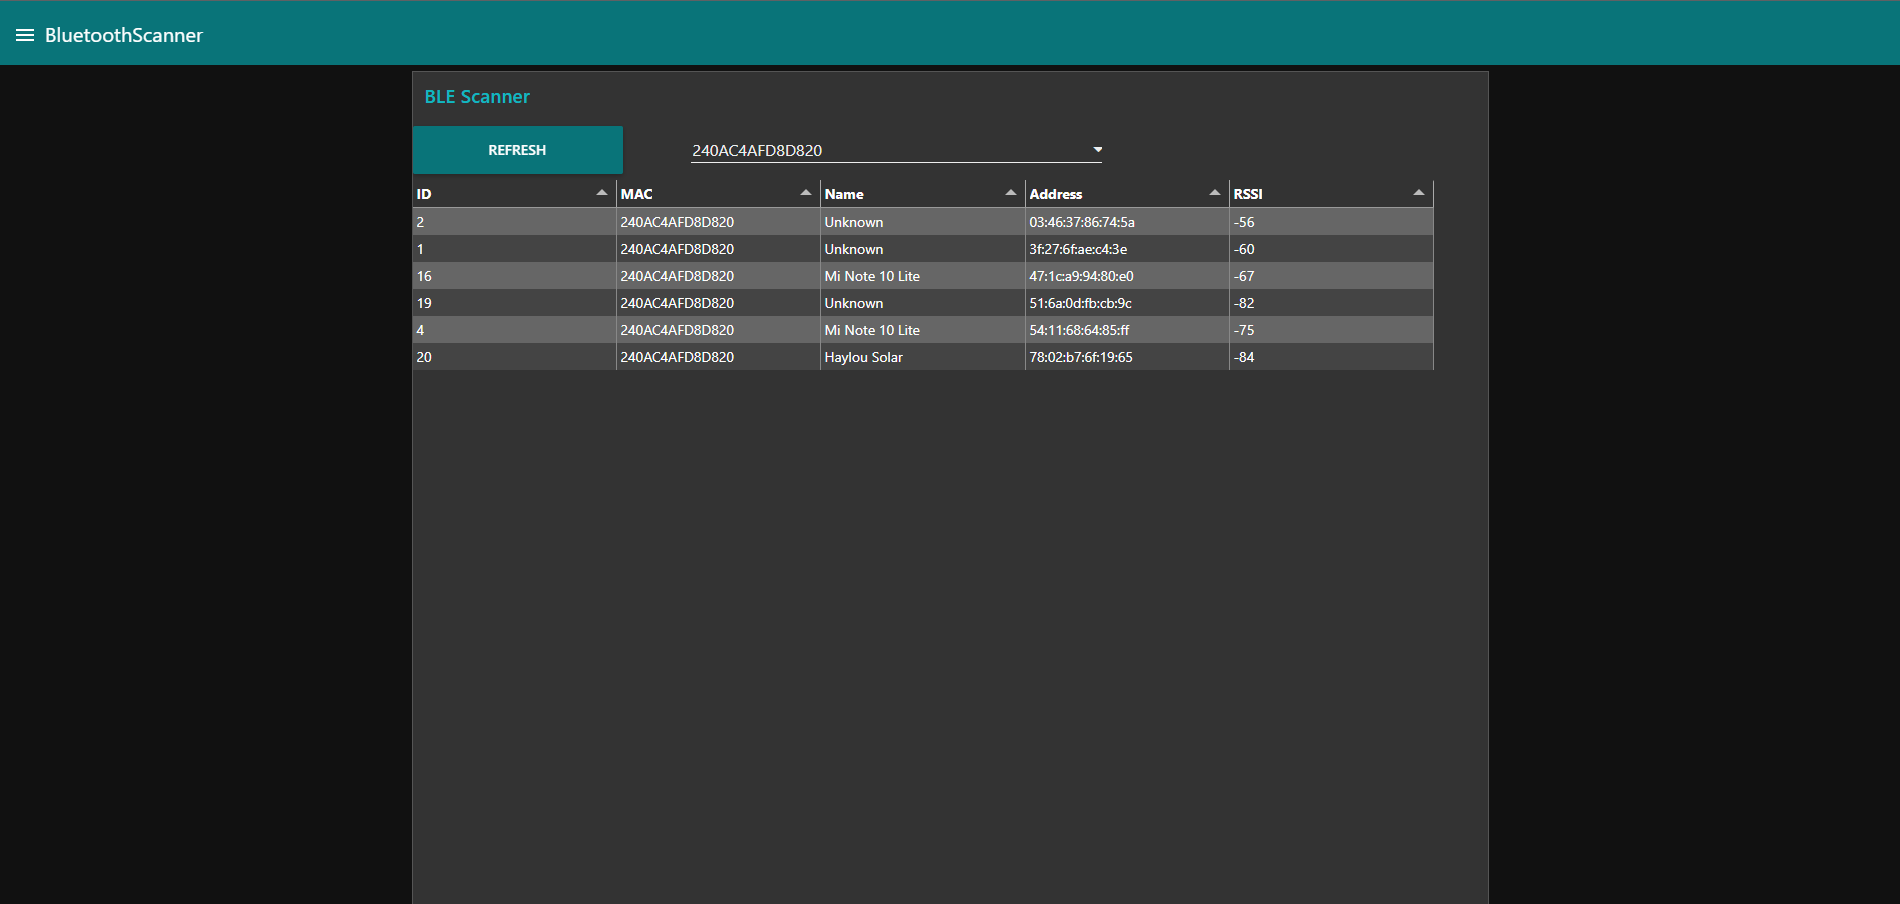 BluetoothScanner
BLE Scanner
REFRESH 240AC4AFD8D820
ID MAC Name Address RSSI
2 240AC4AFD8D820 Unknown 03:46:37:86:74:5a -56
1 240AC4AFD8D820 Unknown 3f:27:6f:ae:c4:3e -60
16 240AC4AFD8D820 Mi Note 10 Lite 47:1c:a9:94:80:e0 -67
19 240AC4AFD8D820 Unknown 51:6a:0d:fb:cb:9c -82
4 240AC4AFD8D820 Mi Note 10 Lite 54:11:68:64:85:ff -75
20 240AC4AFD8D820 Haylou Solar 78:02:b7:6f:19:65 -84